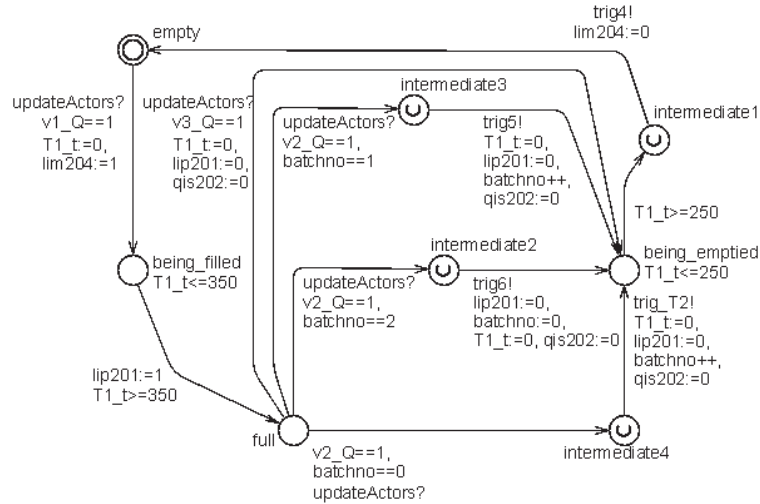 trig4!
lim204:=0
empty
intermediate3
intermediate1
updateActors?
v1_Q==1
T1_t:=0,
lim204:=1
updateActors?
v3_Q==1
T1_t:=0,
lip201:=0,
qis202:=0
updateActors?
v2_Q==1,
batchno==1
trig5!
T1_t:=0,
lip201:=0,
batchno++,
qis202:=0
T1_t>=250
intermediate2
being_filled
T1_t<=350
being_emptied
T1_t<=250
updateActors?
v2_Q==1,
batchno==2
trig6!
lip201:=0,
batchno:=0,
T1_t:=0, qis202:=0
trig_T2!
T1_t:=0,
lip201:=0,
batchno++,
qis202:=0
lip201:=1
T1_t>=350
full
intermediate4
v2_Q==1,
batchno==0
updateActors?
C
C
C
C